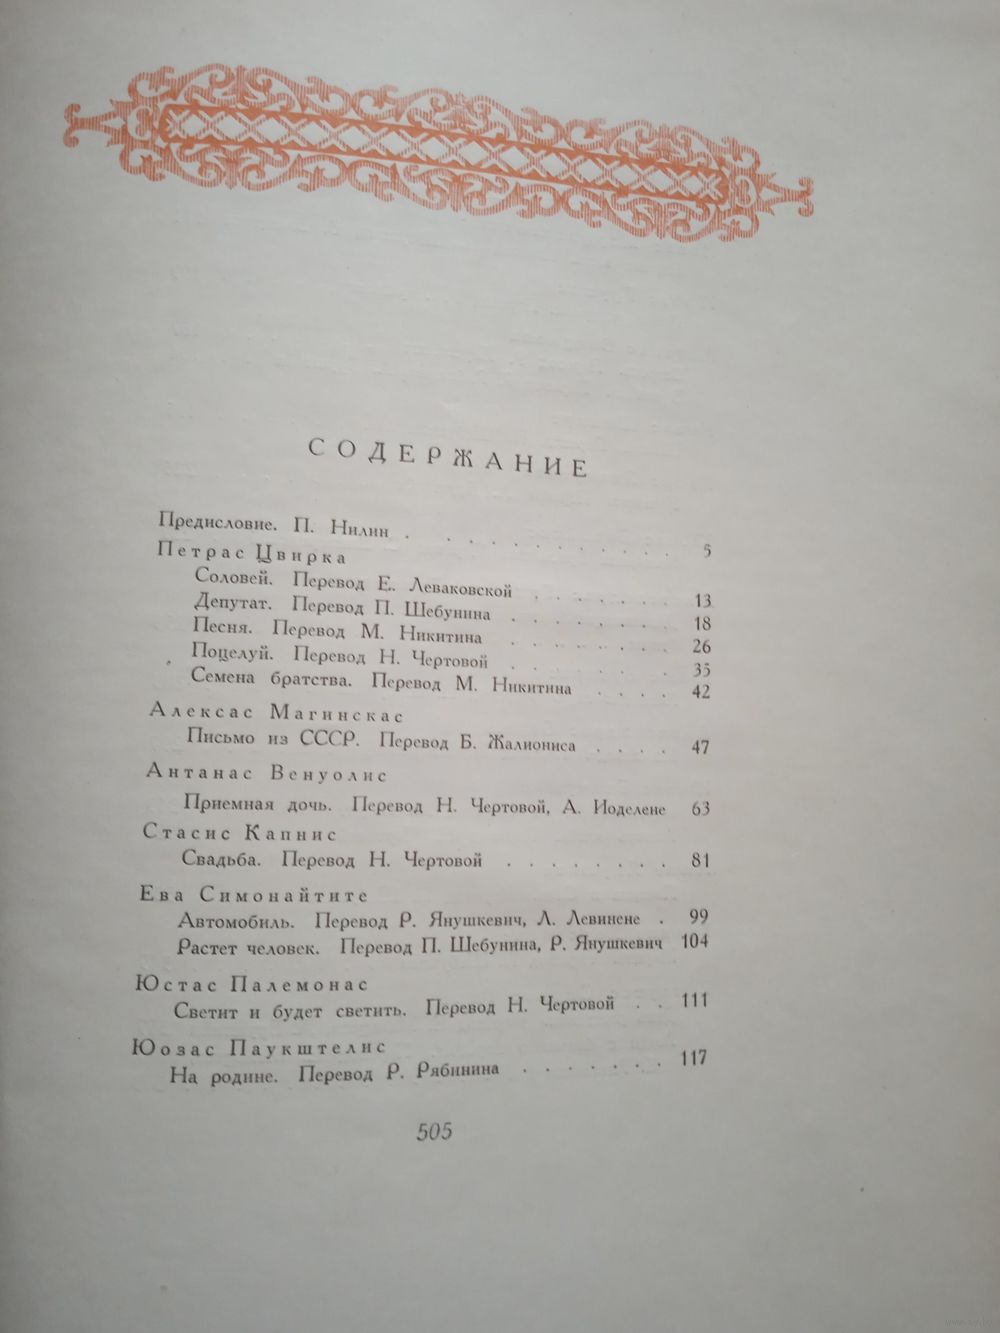 СОДЕРЖАНИЕ
Предисловие. П. Нилин . . . . . . . . . . 5
Петрас Цвирка
Соловей. Перевод Е. Леваковской . . . . . . . 13
Депутат. Перевод П. Шебунина . . . . . . . 18
Песня. Перевод М. Никитина . . . . . . . 26
Поцелуй. Перевод Н. Чертовой . . . . . . . 35
Семена братства. Перевод М. Никитина . . . . 42
Алексас Магинскас
Письмо из СССР. Перевод Б. Жалиониса . . . . 47
Антанас Венуолис
Приемная дочь. Перевод Н. Чертовой, А. Иоделене 63
Стасис Капнис
Свадьба. Перевод Н. Чертовой . . . . . . . 81
Ева Симонайтите
Автомобиль. Перевод Р. Янушкевич, Л. Левинене . 99
Растет человек. Перевод П. Шебунина, Р. Янушкевич 104
Юстас Палемонас
Светит и будет светить. Перевод Н. Чертовой . . 111
Юозас Паукштелис
На родине. Перевод Р. Рябинина . . . . . . . 117
505